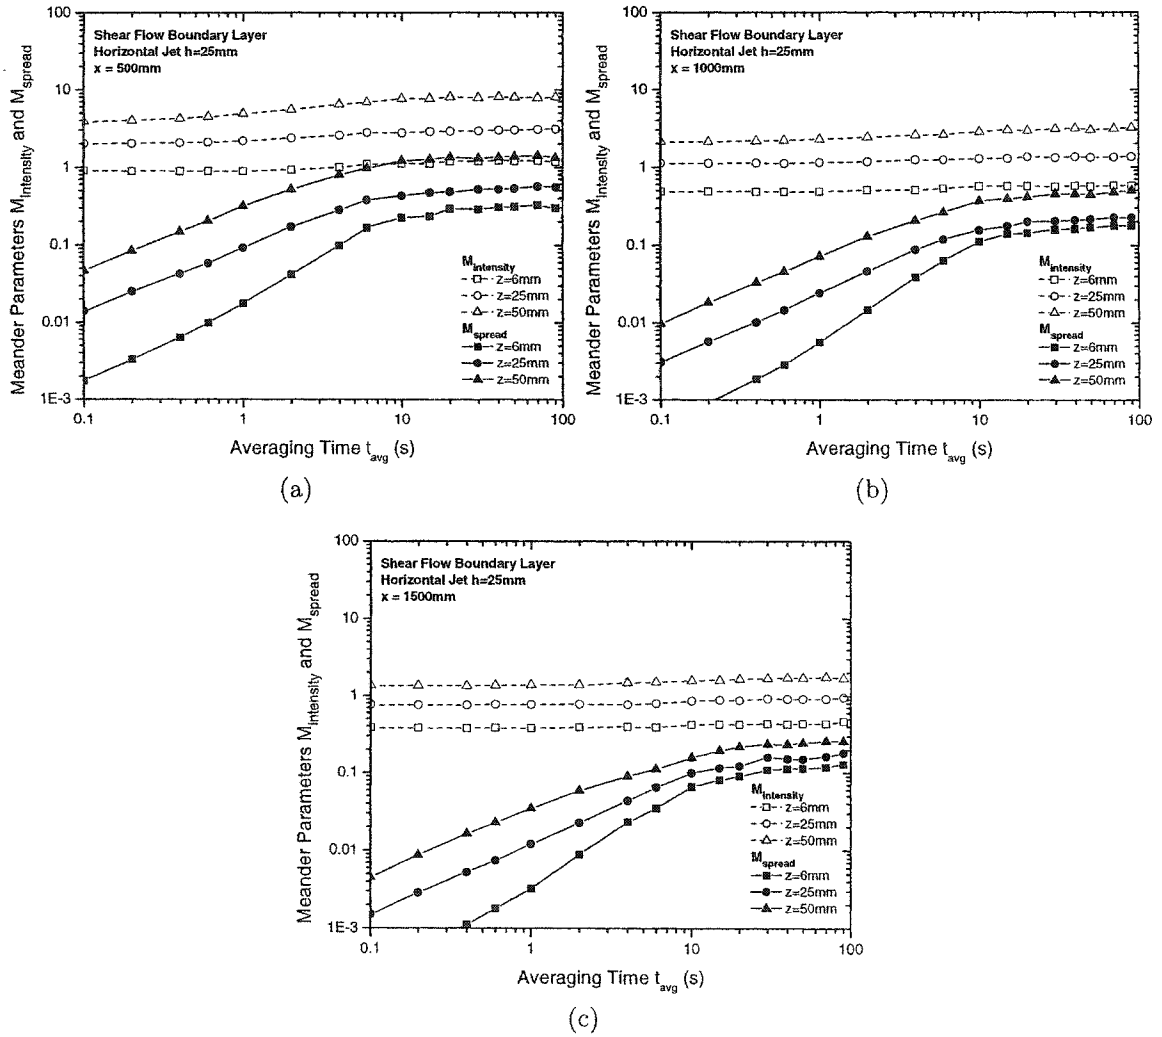 Shear Flow Boundary Layer
Horizontal Jet h=25mm
x = 500mm
Meander Parameters M_intensity and M_spread
100
10
1
0.1
0.01
1E-3
M_intensity
z=6mm
z=25mm
z=50mm
M_spread
z=6mm
z=25mm
z=50mm
0.1
1
10
100
Averaging Time t_avg (s)
(a)
Shear Flow Boundary Layer
Horizontal Jet h=25mm
x = 1000mm
Meander Parameters M_intensity and M_spread
100
10
1
0.1
0.01
1E-3
M_intensity
z=6mm
z=25mm
z=50mm
M_spread
z=6mm
z=25mm
z=50mm
0.1
1
10
100
Averaging Time t_avg (s)
(b)
Shear Flow Boundary Layer
Horizontal Jet h=25mm
x = 1500mm
Meander Parameters M_intensity and M_spread
100
10
1
0.1
0.01
1E-3
M_intensity
z=6mm
z=25mm
z=50mm
M_spread
z=6mm
z=25mm
z=50mm
0.1
1
10
100
Averaging Time t_avg (s)
(c)